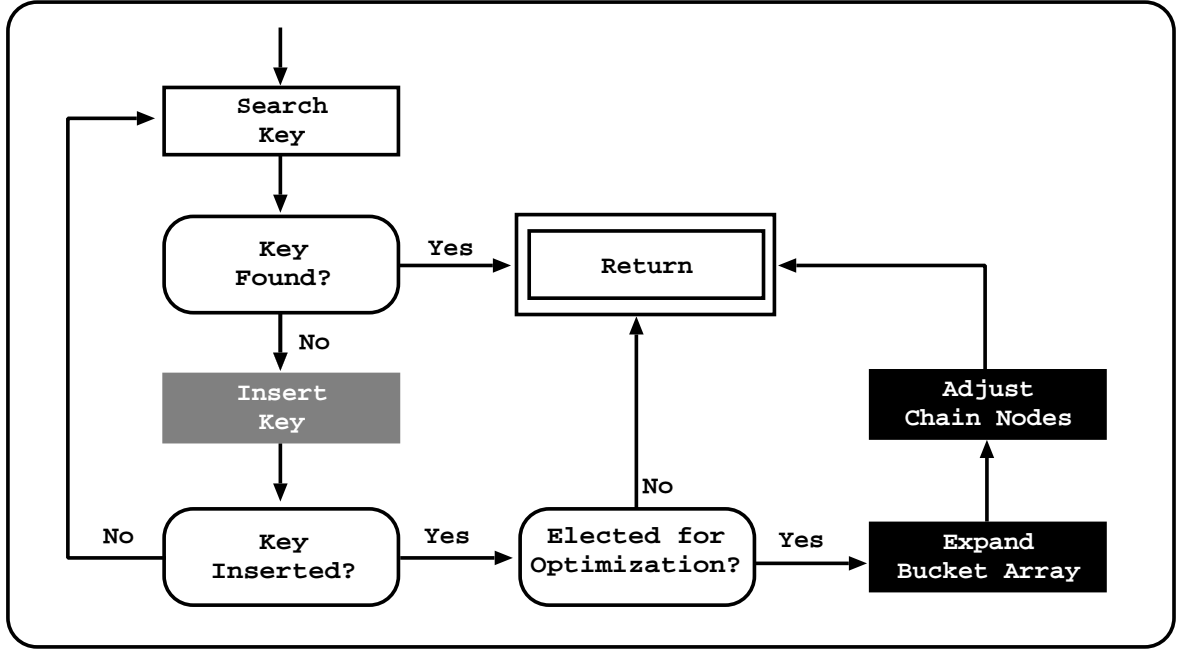 Search
Key
Key
Found?
Yes
Return
No
Insert
Key
Adjust
Chain Nodes
No
No
Key
Inserted?
Yes
Elected for
Optimization?
Yes
Expand
Bucket Array